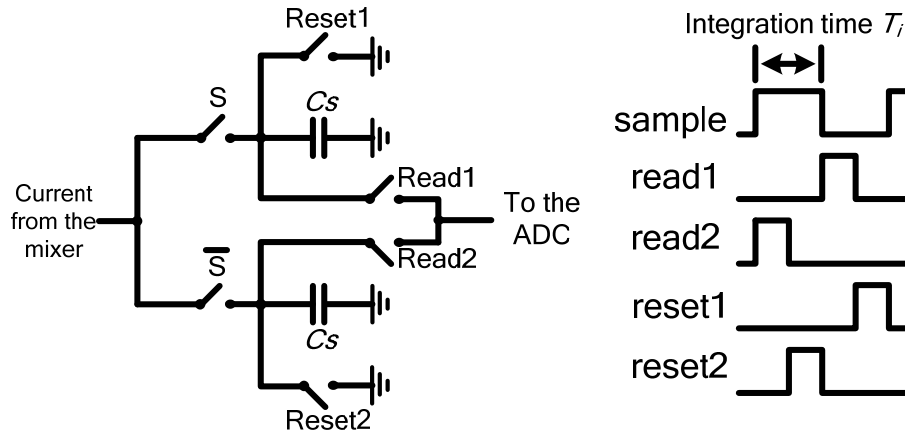 Reset1
S
Cs
Current
from the
mixer
Read1
To the
ADC
S
Read2
Cs
Reset2
Integration time Ti
sample
read1
read2
reset1
reset2